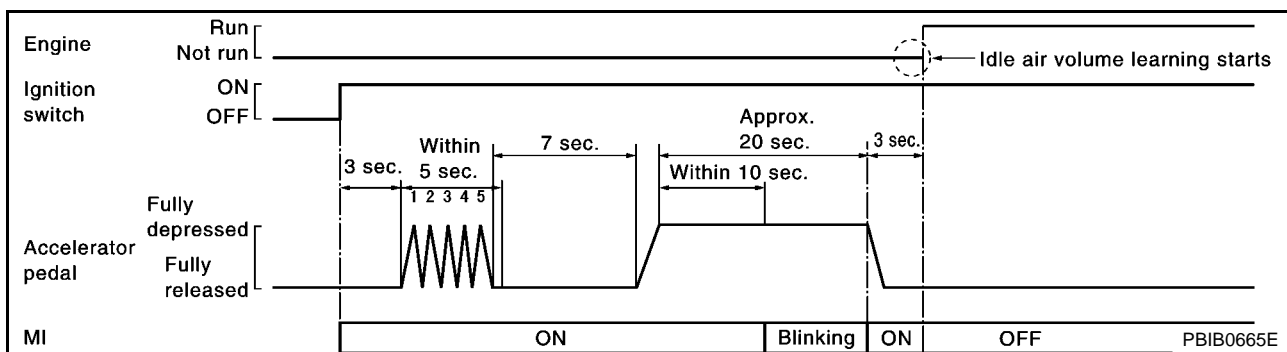 Engine
Run
Not run
Idle air volume learning starts
Ignition
switch
ON
OFF
3 sec.
Within
5 sec.
7 sec.
Approx.
20 sec.
3 sec.
Within 10 sec.
1 2 3 4 5
Accelerator
pedal
Fully
depressed
Fully
released
MI
ON
Blinking
ON
OFF
PBIB0665E